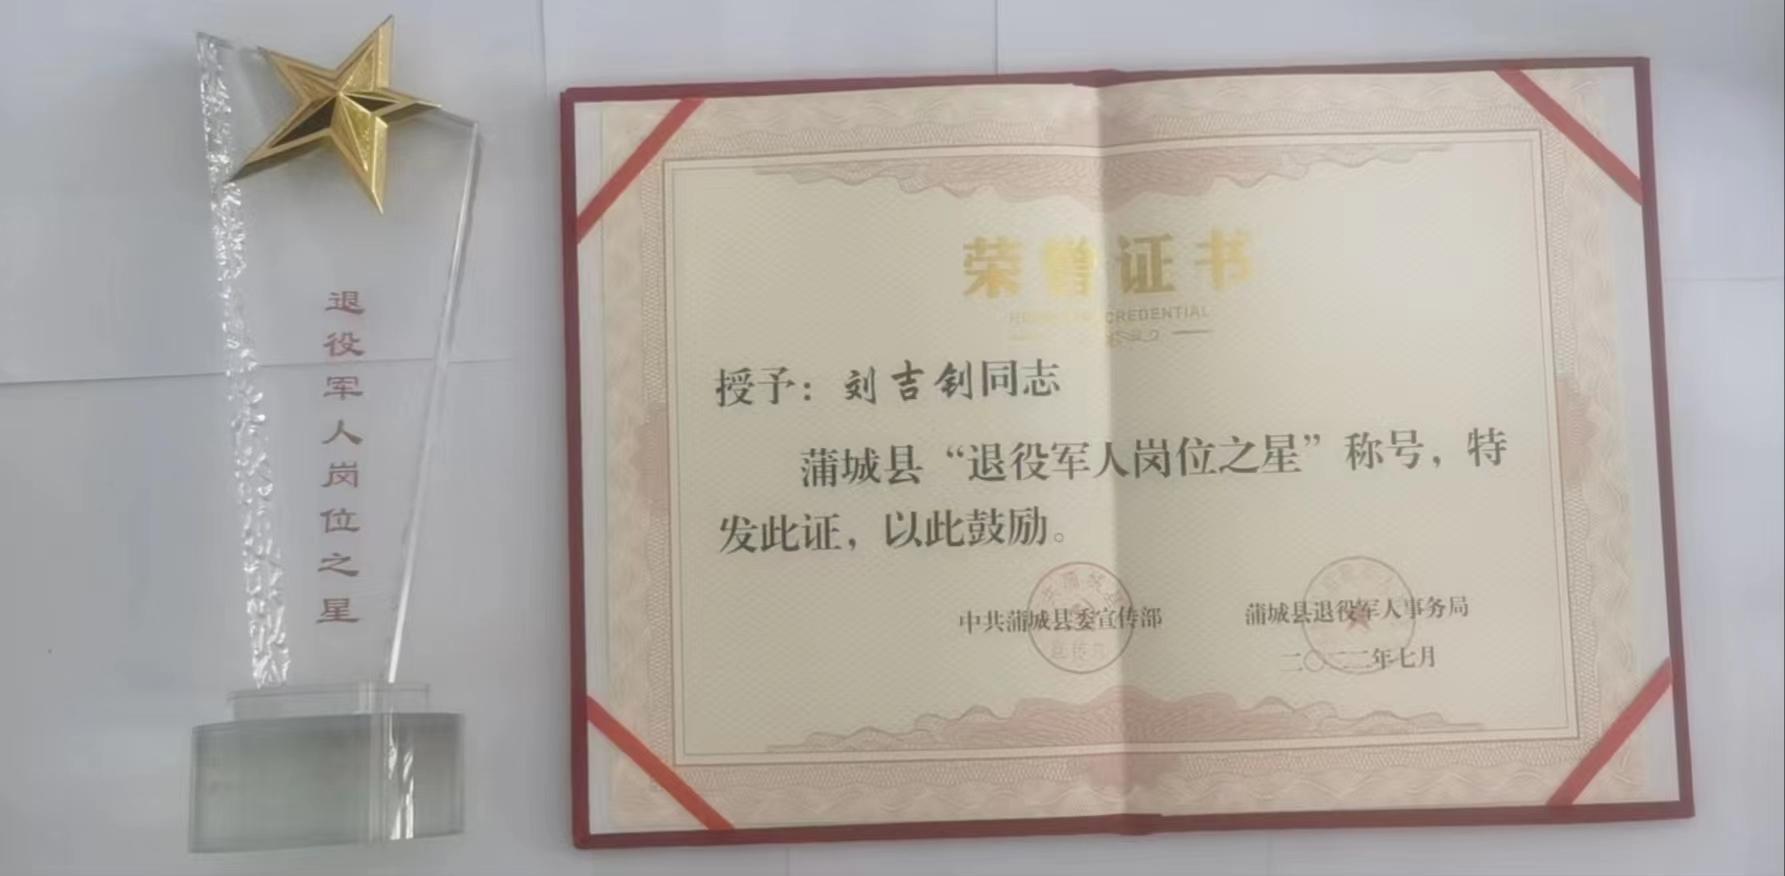 退役军人岗位之星
荣誉证书
CREDENTIAL
授予：刘吉钊同志
蒲城县“退役军人岗位之星”称号，特
发此证，以此鼓励。
中共蒲城县委宣传部
蒲城县退役军人事务局
二〇二二年七月